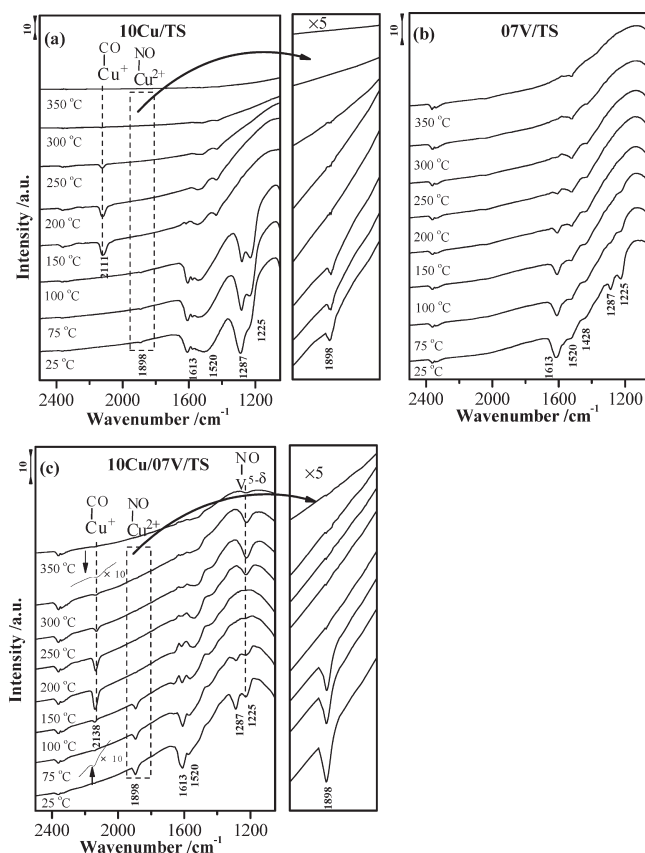 10
(a)
10Cu/TS
CO
NO
Cu+
Cu2+
×5
350 °C
300 °C
250 °C
200 °C
150 °C
2111
100 °C
75 °C
25 °C
1898
1613
1520
1287
1225
1898
2500 2000 1600 1200
Wavenumber /cm-1
Intensity /a.u.
10
(b)
07V/TS
350 °C
300 °C
250 °C
200 °C
150 °C
100 °C
75 °C
25 °C
1613
1520
1428
1287
1225
2400 2000 1600 1200
Wavenumber /cm-1
10
(c)
10Cu/07V/TS
NO
V5-δ
CO
NO
Cu+
Cu2+
×5
350 °C
× 10
300 °C
250 °C
200 °C
150 °C
2138
100 °C
× 10
75 °C
25 °C
1898
1613
1520
1287
1225
1898
2400 2000 1600 1200
Wavenumber /cm-1
Intensity /a.u.